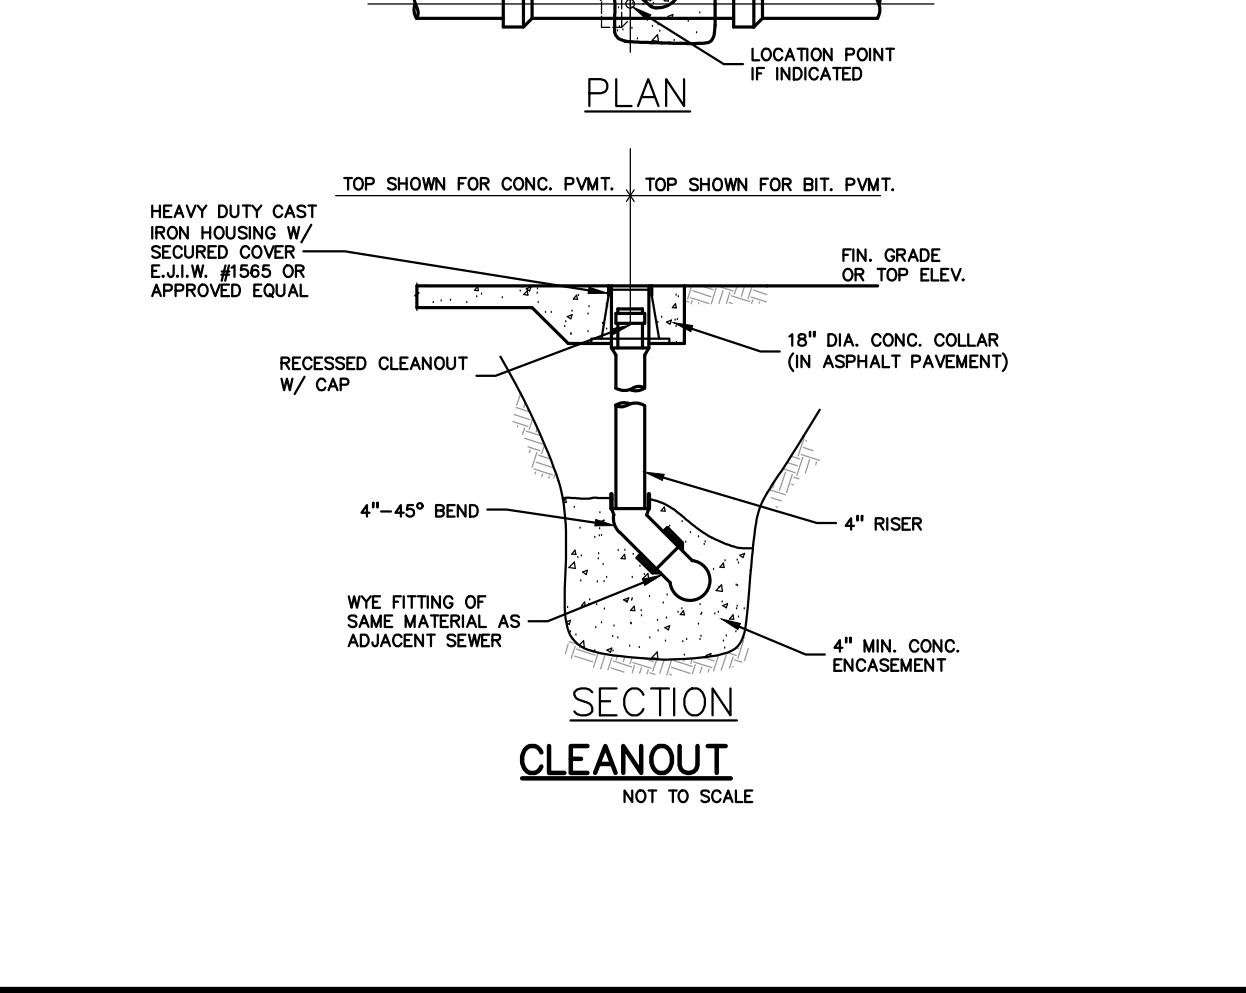 LOCATION POINT
IF INDICATED
PLAN
TOP SHOWN FOR CONC. PVMT.
TOP SHOWN FOR BIT. PVMT.
HEAVY DUTY CAST
IRON HOUSING W/
SECURED COVER
E.J.I.W. #1565 OR
APPROVED EQUAL
FIN. GRADE
OR TOP ELEV.
18" DIA. CONC. COLLAR
(IN ASPHALT PAVEMENT)
RECESSED CLEANOUT
W/ CAP
4"-45° BEND
4" RISER
WYE FITTING OF
SAME MATERIAL AS
ADJACENT SEWER
4" MIN. CONC.
ENCASEMENT
SECTION
CLEANOUT
NOT TO SCALE